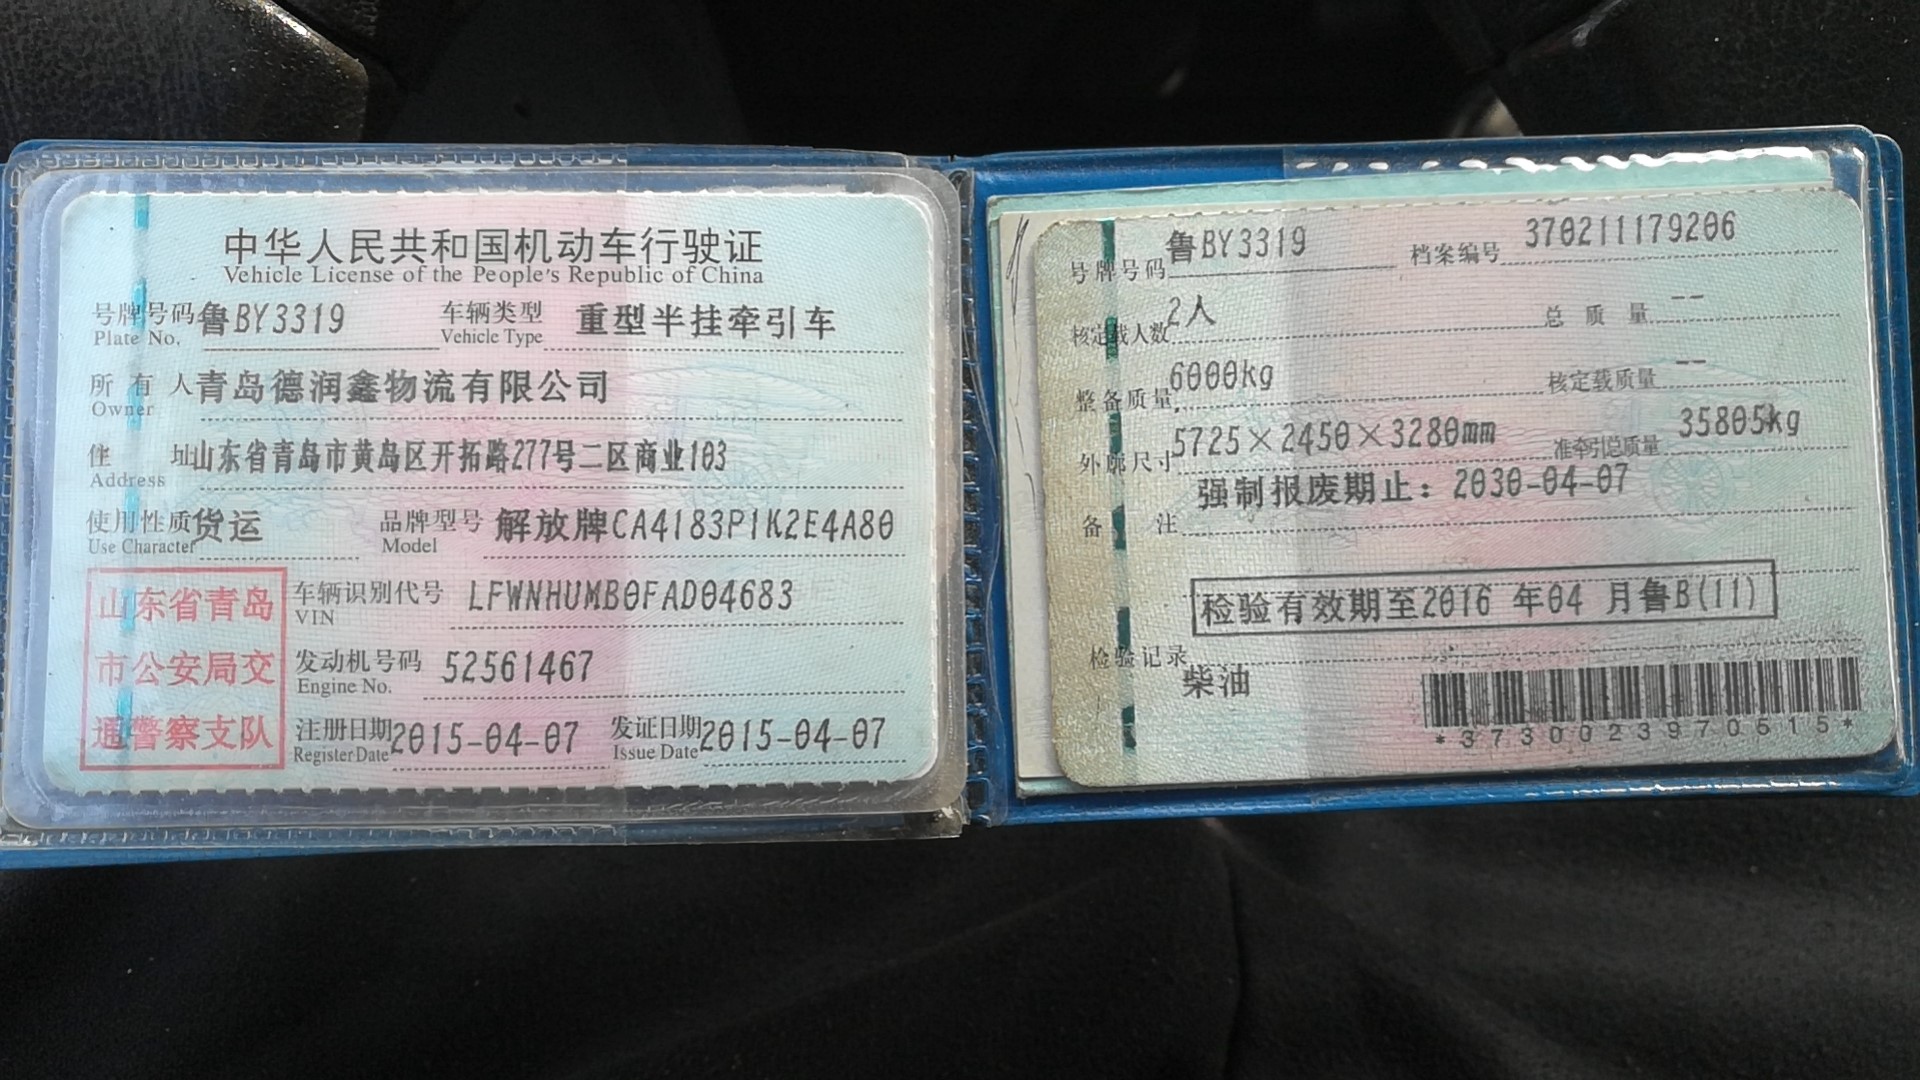 中华人民共和国机动车行驶证
Vehicle License of the People's Republic of China
号牌号码 鲁BY3319 车辆类型 重型半挂牵引车
Plate No. Vehicle Type
所有人 青岛德润鑫物流有限公司
Owner
住址 山东省青岛市黄岛区开拓路277号二区商业103
Address
使用性质 货运 品牌型号 解放牌CA4183P1K2E4A80
Use Character Model
山东省青岛
市公安局交
通警察支队
车辆识别代号 LFWNHUMB0FAD04683
VIN
发动机号码 52561467
Engine No.
注册日期 2015-04-07 发证日期 2015-04-07
Register Date Issue Date
号牌号码 鲁BY3319 档案编号 370211179206
核定载人数 2人 总质量 --
整备质量 6000kg 核定载质量 --
外廓尺寸 5725×2450×3280mm 准牵引总质量 35805kg
备注 强制报废期止：2030-04-07
检验有效期至2016 年04 月鲁B(11)
检验记录
柴油
*3730023970515*